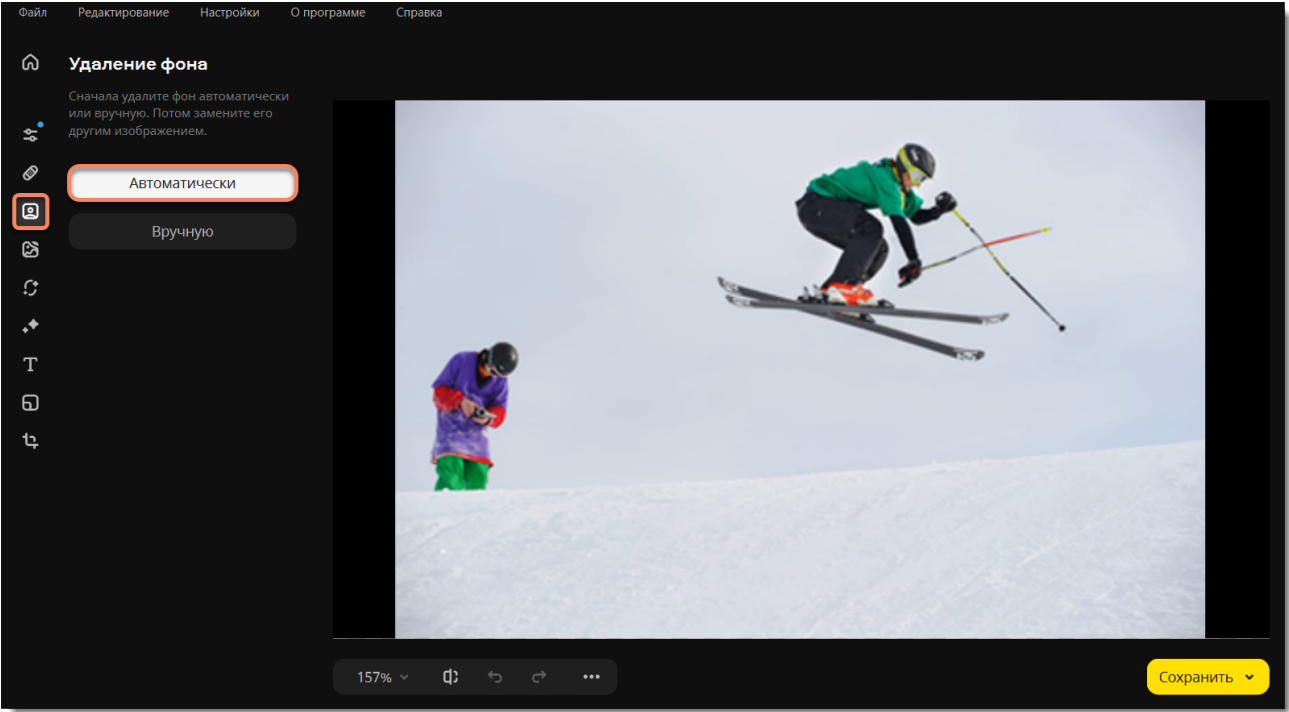 Файл Редактирование Настройки О программе Справка
Удаление фона
Сначала удалите фон автоматически
или вручную. Потом замените его
другим изображением.
Автоматически
Вручную
157%
Сохранить